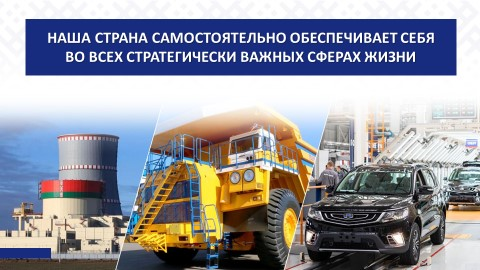 НАША СТРАНА САМОСТОЯТЕЛЬНО ОБЕСПЕЧИВАЕТ СЕБЯ
ВО ВСЕХ СТРАТЕГИЧЕСКИ ВАЖНЫХ СФЕРАХ ЖИЗНИ